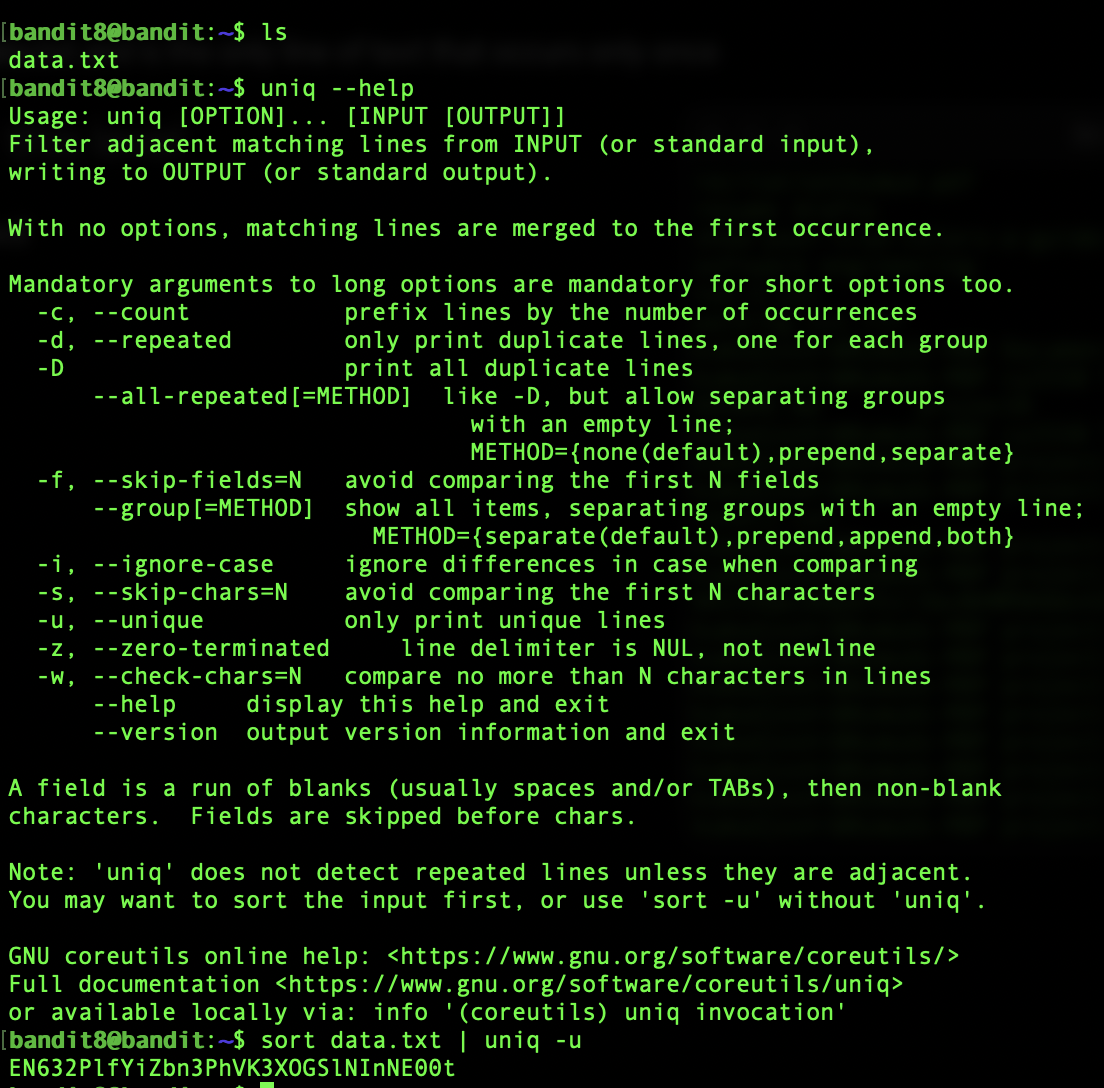 [bandit8@bandit:~$ ls
data.txt
[bandit8@bandit:~$ uniq --help
Usage: uniq [OPTION]... [INPUT [OUTPUT]]
Filter adjacent matching lines from INPUT (or standard input),
writing to OUTPUT (or standard output).

With no options, matching lines are merged to the first occurrence.

Mandatory arguments to long options are mandatory for short options too.
  -c, --count           prefix lines by the number of occurrences
  -d, --repeated        only print duplicate lines, one for each group
  -D                    print all duplicate lines
      --all-repeated[=METHOD]  like -D, but allow separating groups
                                 with an empty line;
                                 METHOD={none(default),prepend,separate}
  -f, --skip-fields=N   avoid comparing the first N fields
      --group[=METHOD]  show all items, separating groups with an empty line;
                          METHOD={separate(default),prepend,append,both}
  -i, --ignore-case     ignore differences in case when comparing
  -s, --skip-chars=N    avoid comparing the first N characters
  -u, --unique          only print unique lines
  -z, --zero-terminated     line delimiter is NUL, not newline
  -w, --check-chars=N   compare no more than N characters in lines
      --help     display this help and exit
      --version  output version information and exit

A field is a run of blanks (usually spaces and/or TABs), then non-blank
characters.  Fields are skipped before chars.

Note: 'uniq' does not detect repeated lines unless they are adjacent.
You may want to sort the input first, or use 'sort -u' without 'uniq'.

GNU coreutils online help: <https://www.gnu.org/software/coreutils/>
Full documentation <https://www.gnu.org/software/coreutils/uniq>
or available locally via: info '(coreutils) uniq invocation'
[bandit8@bandit:~$ sort data.txt | uniq -u
EN632PlfYiZbn3PhVK3XOGSlNInNE00t
bandit8@bandit:~$